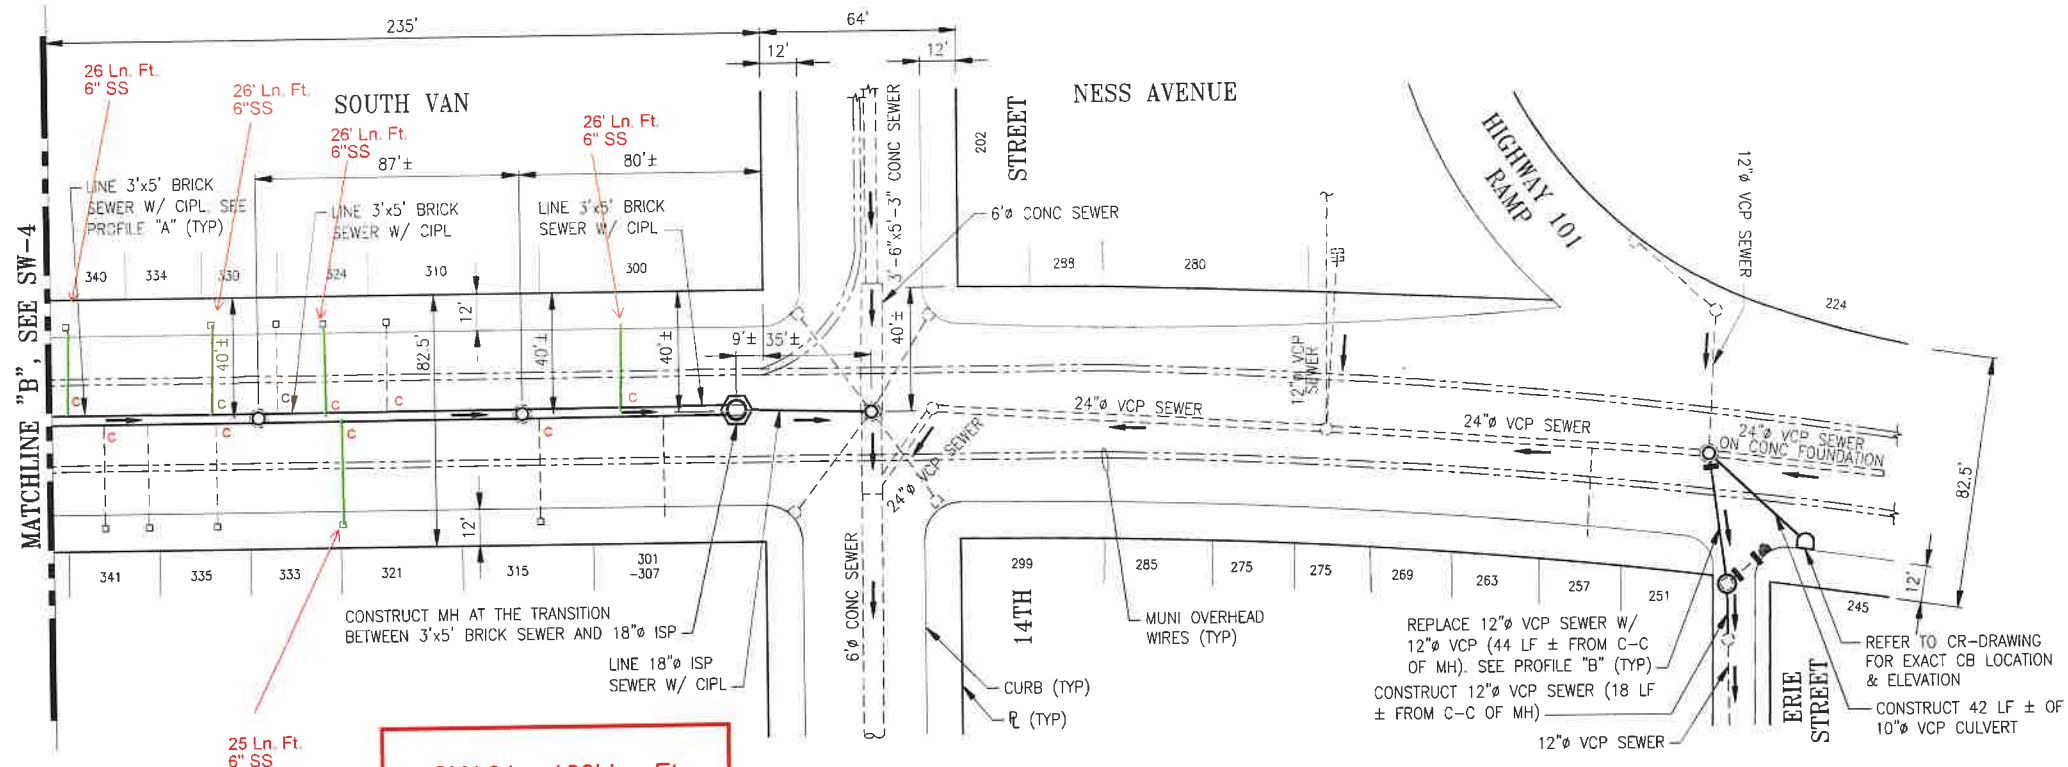 235'
64'
12'
12'
26 Ln. Ft.
6" SS
26' Ln. Ft.
6"SS
SOUTH VAN
26' Ln. Ft.
6"SS
26' Ln. Ft.
6" SS
NESS AVENUE
87'±
80'±
LINE 3'x5' BRICK
SEWER W/ CIPL, SEE
PROFILE "A" (TYP)
LINE 3'x5' BRICK
SEWER W/ CIPL
LINE 3'x5' BRICK
SEWER W/ CIPL
3'-6"x5'-3" CONC SEWER
6'ø CONC SEWER
202
STREET
HIGHWAY 101
RAMP
12"ø VCP SEWER
224
MATCHLINE "B", SEE SW-4
340
334
330
324
310
300
288
280
12'
40'±
82.5'
40'±
40'±
9'±
35'±
40'±
12"ø VCP
SEWER
C
C
C
C
C
C
C
C
C
C
24"ø VCP SEWER
24"ø VCP SEWER
24"ø VCP SEWER
24"ø VCP SEWER
ON CONC FOUNDATION
82.5'
12'
12'
341
335
333
321
315
301
-307
299
285
275
275
269
263
257
251
245
CONSTRUCT MH AT THE TRANSITION
BETWEEN 3'x5' BRICK SEWER AND 18"ø ISP
LINE 18"ø ISP
SEWER W/ CIPL
6'ø CONC SEWER
14TH
MUNI OVERHEAD
WIRES (TYP)
CURB (TYP)
PL (TYP)
REPLACE 12"ø VCP SEWER W/
12"ø VCP (44 LF ± FROM C-C
OF MH). SEE PROFILE "B" (TYP)
CONSTRUCT 12"ø VCP SEWER (18 LF
± FROM C-C OF MH)
12"ø VCP SEWER
ERIE
STREET
REFER TO CR-DRAWING
FOR EXACT CB LOCATION
& ELEVATION
CONSTRUCT 42 LF ± OF
10"ø VCP CULVERT
25 Ln. Ft.
6" SS